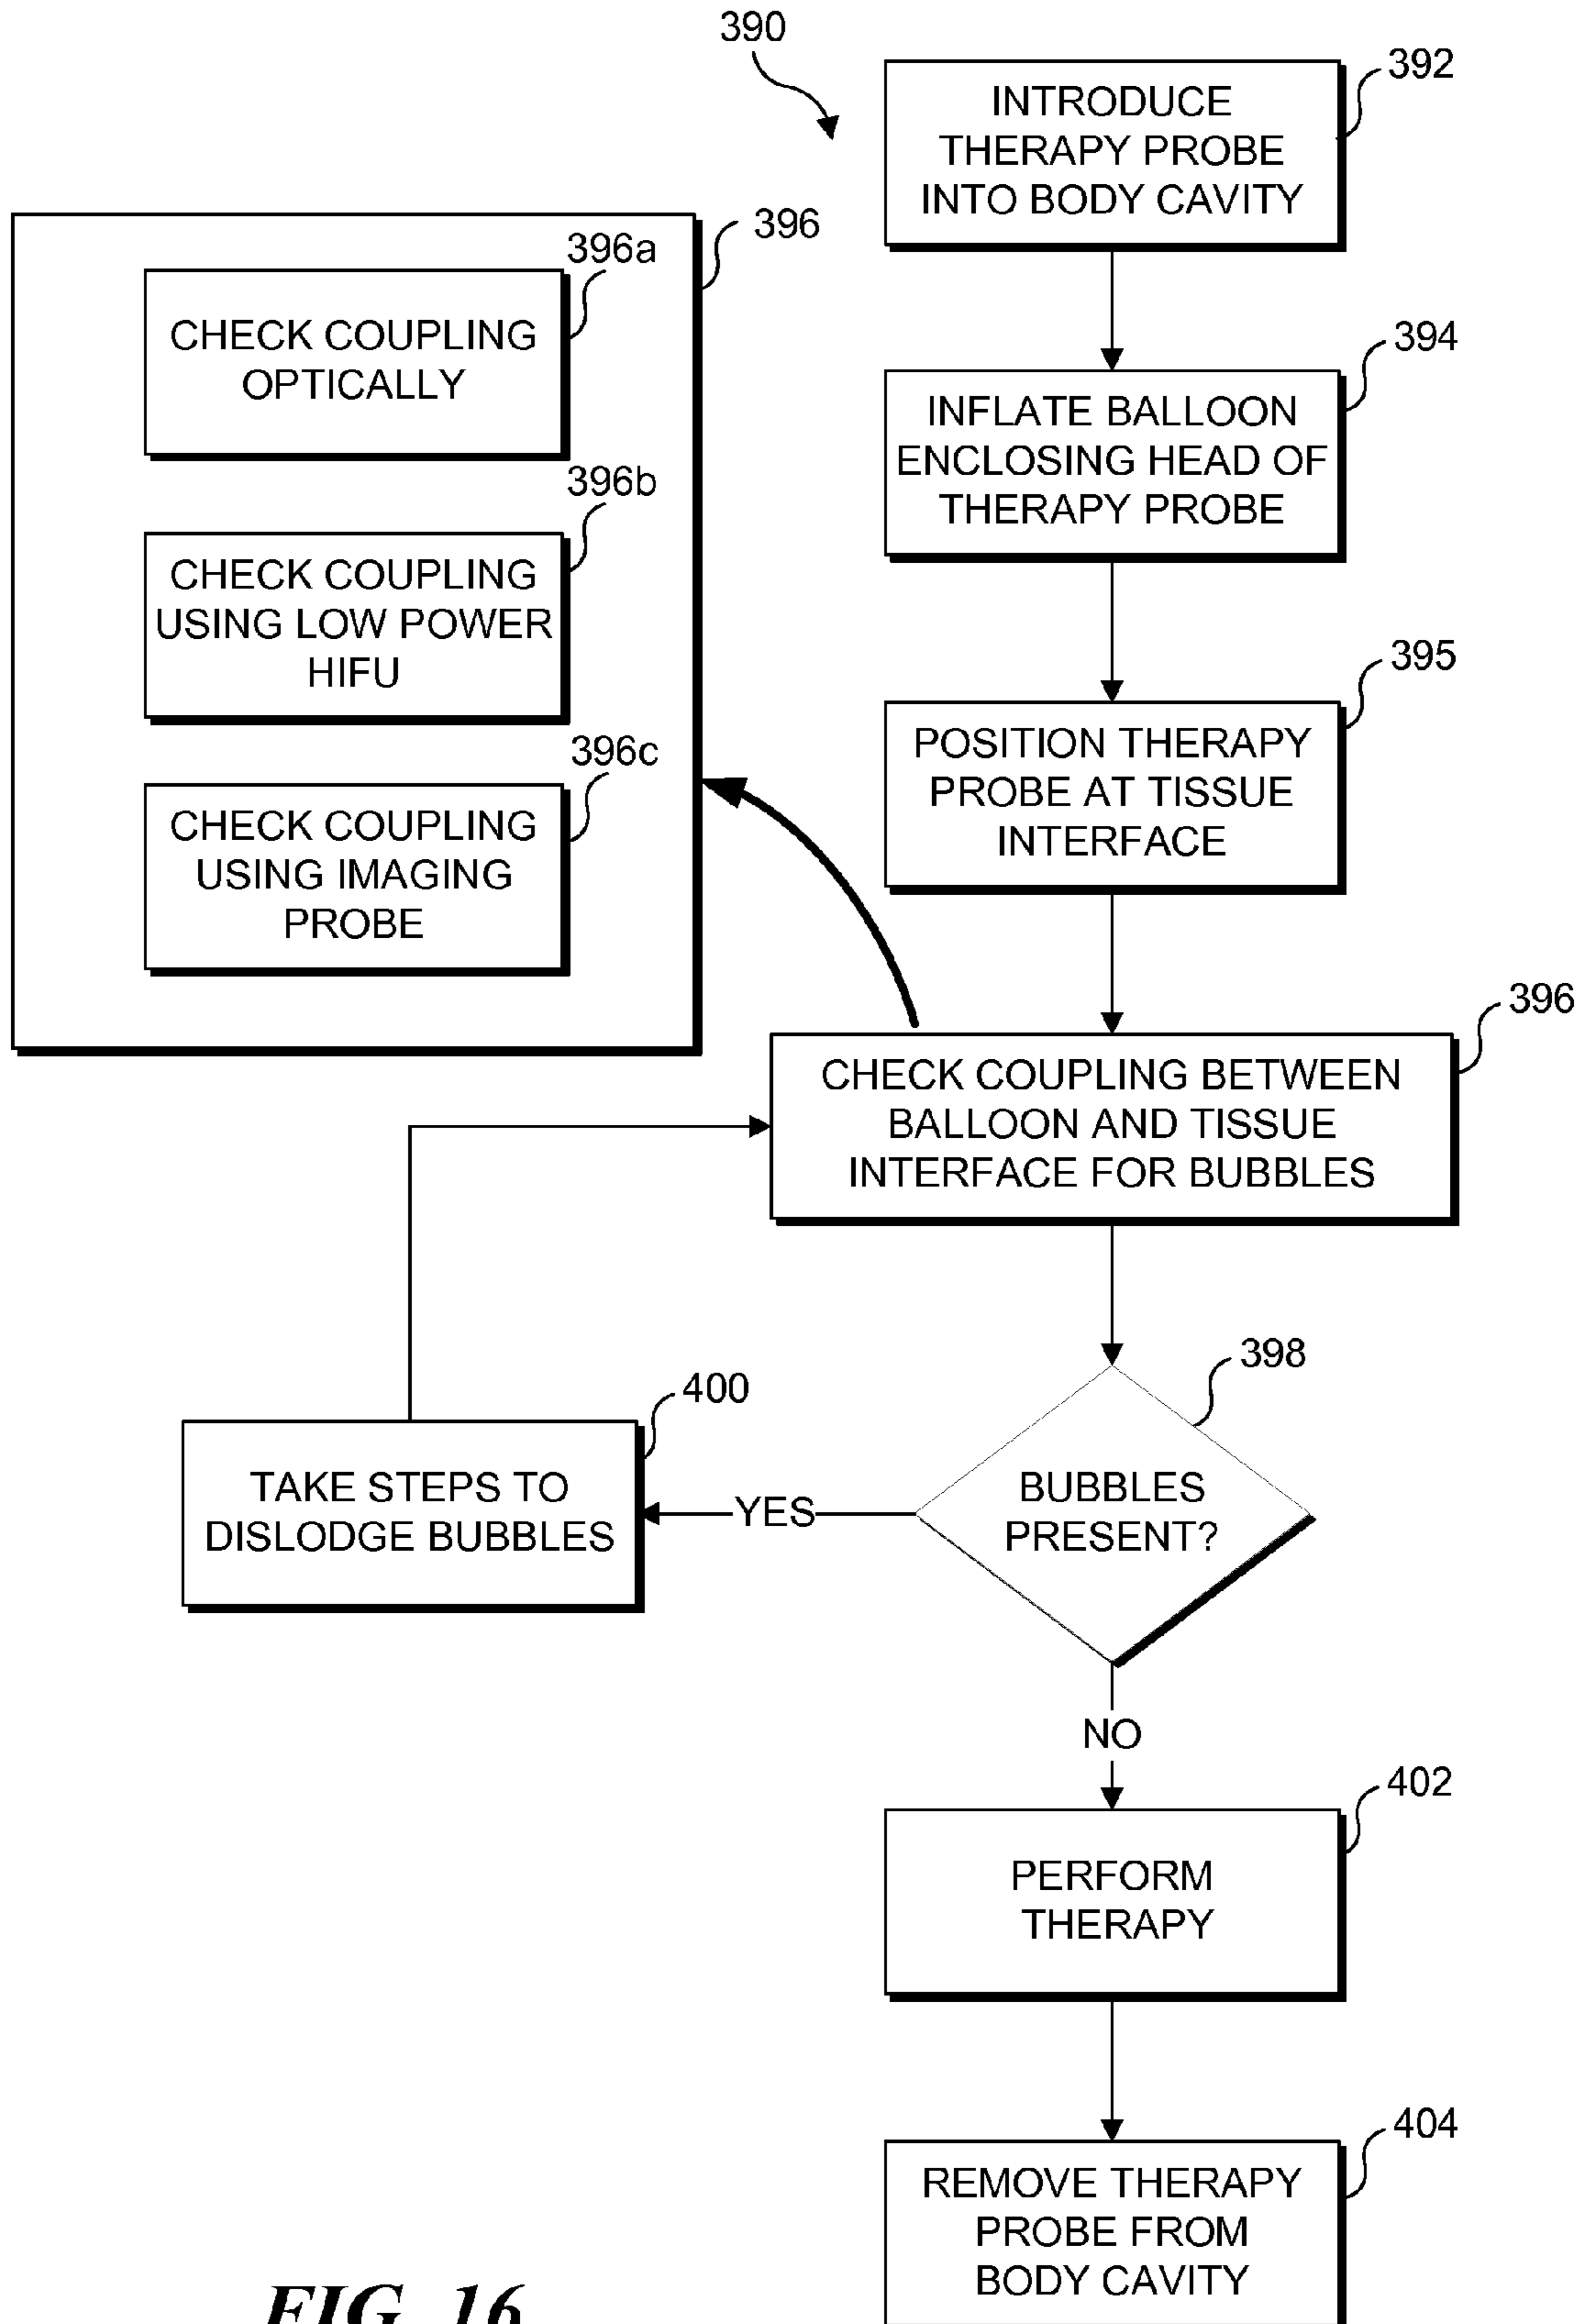 390
392
INTRODUCE
THERAPY PROBE
INTO BODY CAVITY
396
396a
CHECK COUPLING
OPTICALLY
396b
CHECK COUPLING
USING LOW POWER
HIFU
396c
CHECK COUPLING
USING IMAGING
PROBE
394
INFLATE BALLOON
ENCLOSING HEAD OF
THERAPY PROBE
395
POSITION THERAPY
PROBE AT TISSUE
INTERFACE
396
CHECK COUPLING BETWEEN
BALLOON AND TISSUE
INTERFACE FOR BUBBLES
398
BUBBLES
PRESENT?
YES
400
TAKE STEPS TO
DISLODGE BUBBLES
NO
402
PERFORM
THERAPY
404
REMOVE THERAPY
PROBE FROM
BODY CAVITY
FIG. 16